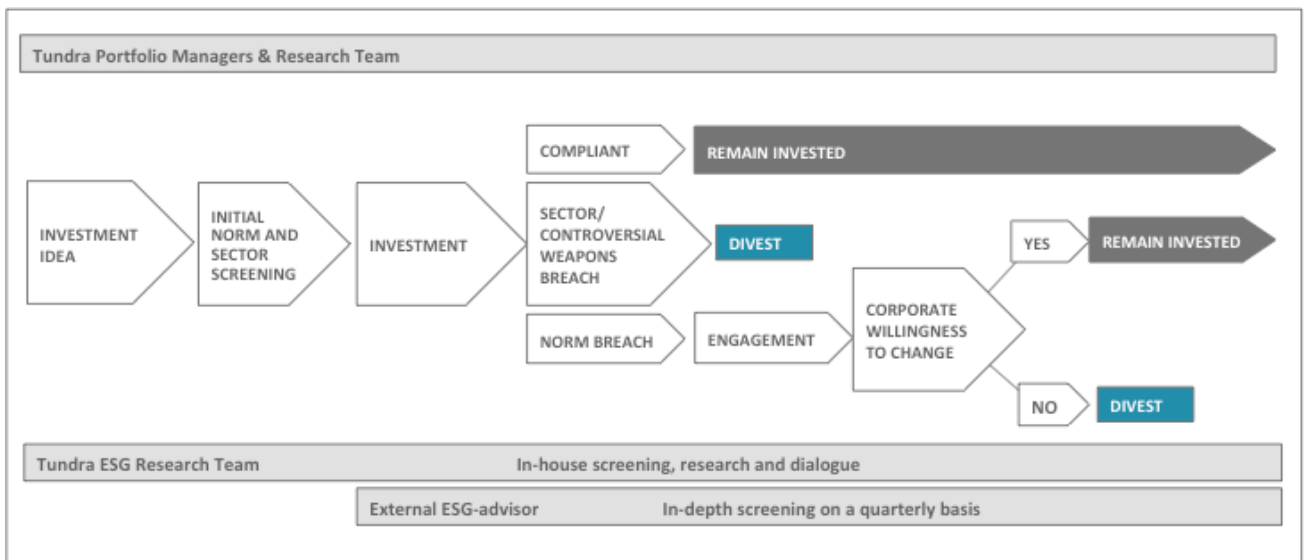 Tundra Portfolio Managers & Research Team
COMPLIANT
REMAIN INVESTED
INVESTMENT
IDEA
INITIAL
NORM AND
SECTOR
SCREENING
INVESTMENT
SECTOR/
CONTROVERSIAL
WEAPONS
BREACH
DIVEST
YES
REMAIN INVESTED
NORM BREACH
ENGAGEMENT
CORPORATE
WILLINGNESS
TO CHANGE
NO
DIVEST
Tundra ESG Research Team In-house screening, research and dialogue
External ESG-advisor In-depth screening on a quarterly basis